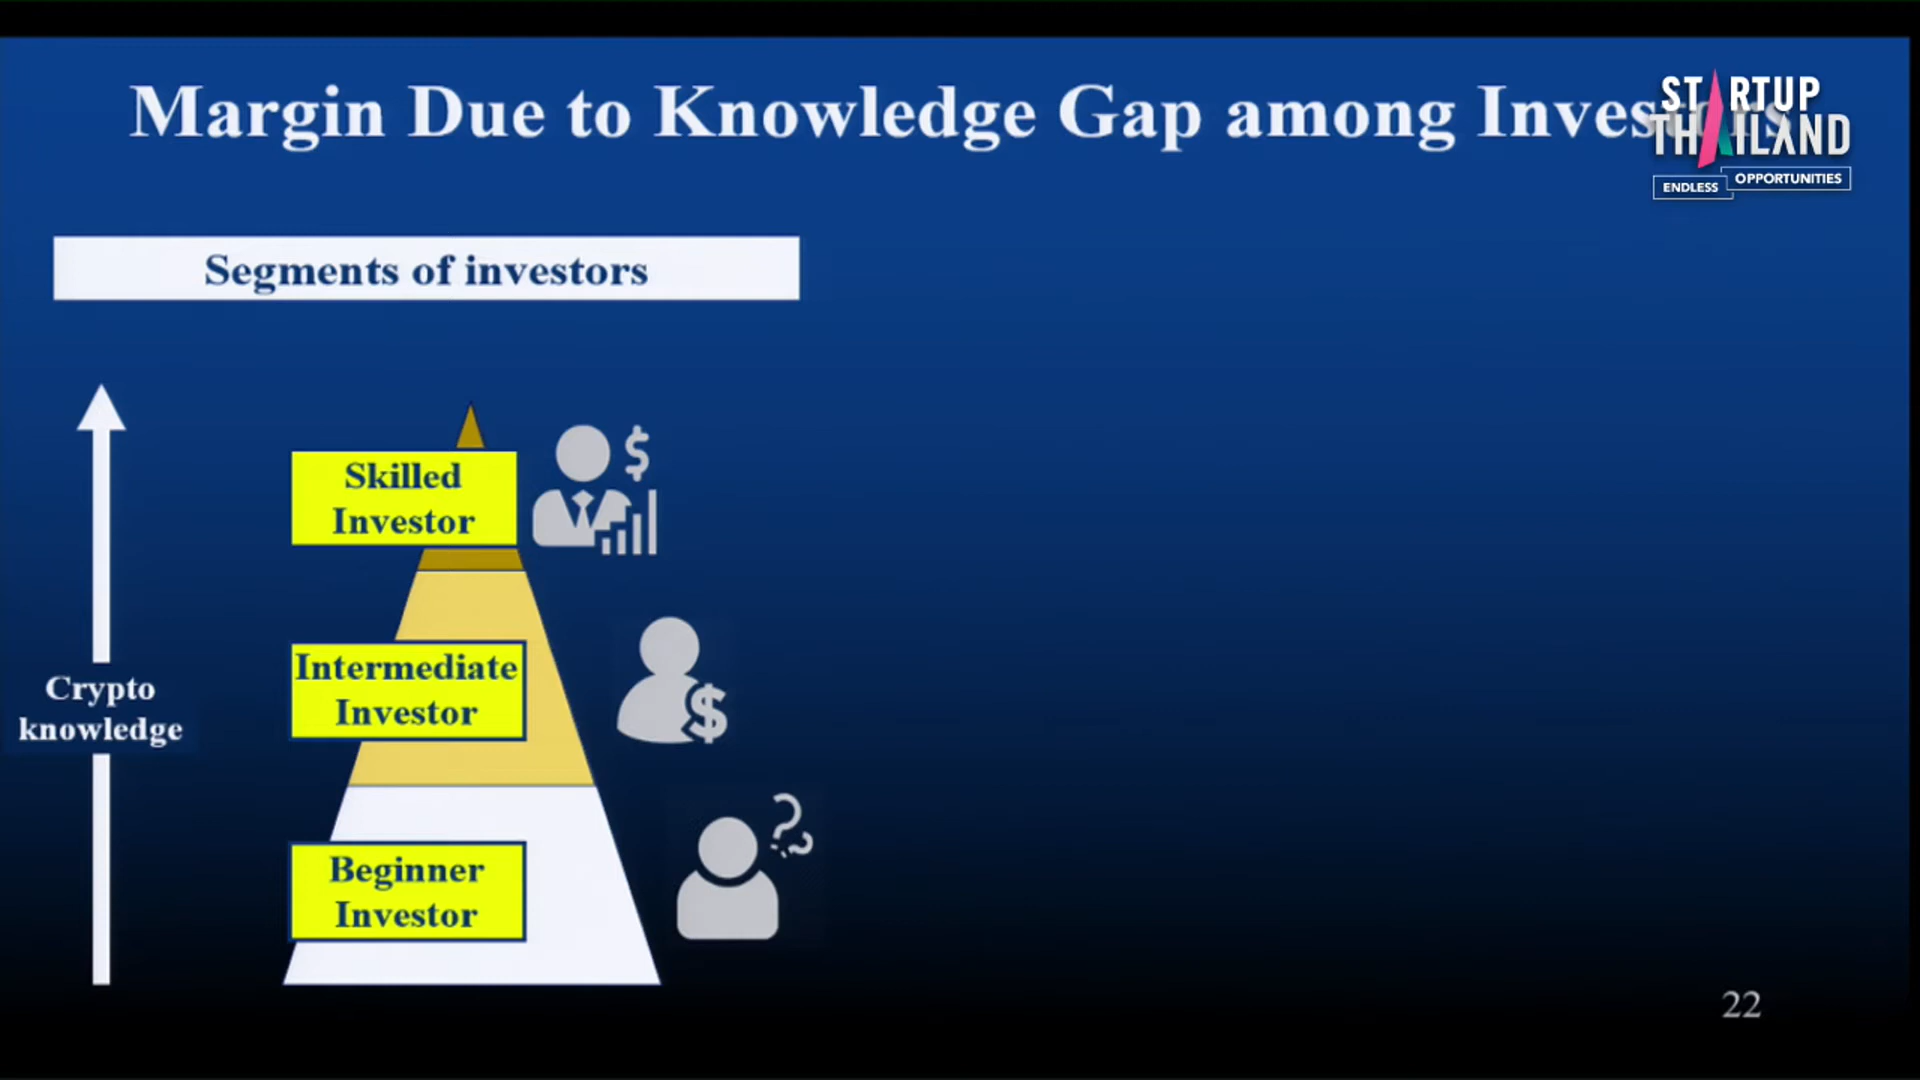 Margin Due to Knowledge Gap among Investors
STARTUP
THAILAND
ENDLESS OPPORTUNITIES
Segments of investors
Skilled
Investor
Intermediate
Investor
Crypto
knowledge
Beginner
Investor
22